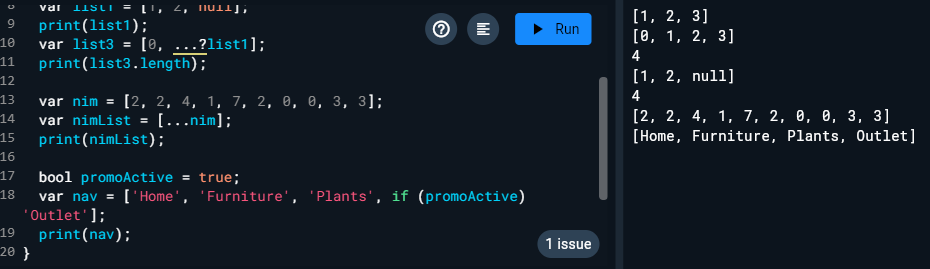 8 var list1 = [1, 2, null];
9 print(list1);
10 var list3 = [0, ...?list1];
11 print(list3.length);
12
13 var nim = [2, 2, 4, 1, 7, 2, 0, 0, 3, 3];
14 var nimList = [...nim];
15 print(nimList);
16
17 bool promoActive = true;
18 var nav = ['Home', 'Furniture', 'Plants', if (promoActive)
'Outlet'];
19 print(nav);
20 }
Run
1 issue
[1, 2, 3]
[0, 1, 2, 3]
4
[1, 2, null]
4
[2, 2, 4, 1, 7, 2, 0, 0, 3, 3]
[Home, Furniture, Plants, Outlet]